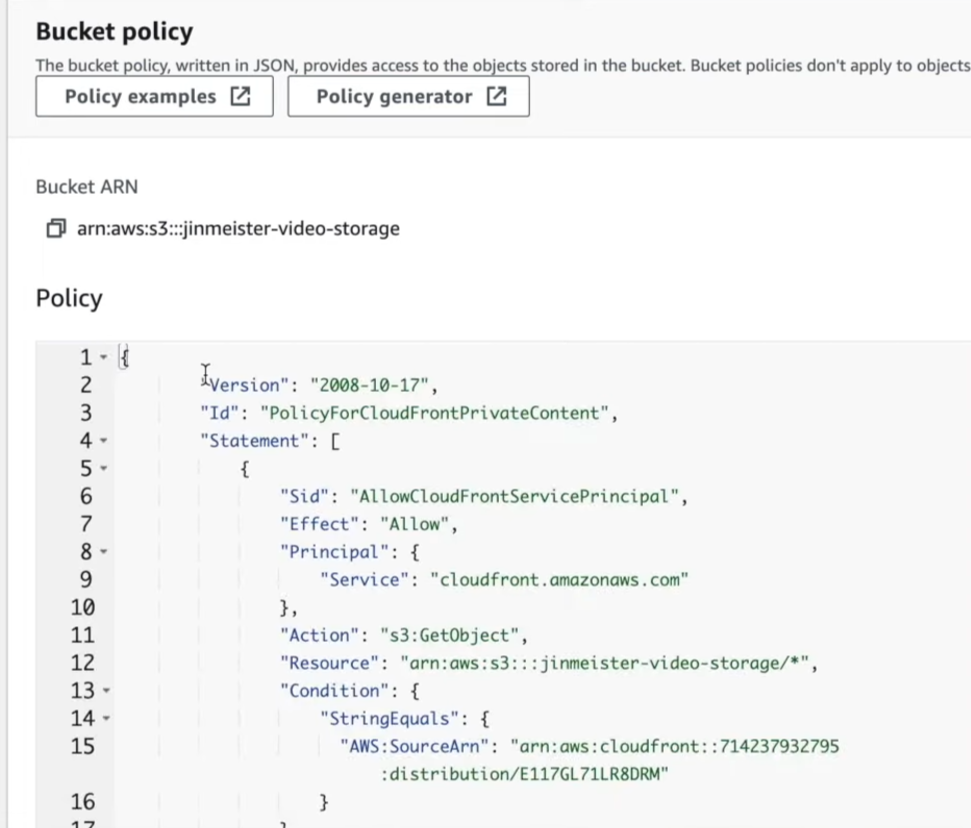 Bucket policy
The bucket policy, written in JSON, provides access to the objects stored in the bucket. Bucket policies don't apply to objects
Policy examples Policy generator
Bucket ARN
arn:aws:s3:::jinmeister-video-storage
Policy
1 {
2 "Version": "2008-10-17",
3 "Id": "PolicyForCloudFrontPrivateContent",
4 "Statement": [
5 {
6 "Sid": "AllowCloudFrontServicePrincipal",
7 "Effect": "Allow",
8 "Principal": {
9 "Service": "cloudfront.amazonaws.com"
10 },
11 "Action": "s3:GetObject",
12 "Resource": "arn:aws:s3:::jinmeister-video-storage/*",
13 "Condition": {
14 "StringEquals": {
15 "AWS:SourceArn": "arn:aws:cloudfront::714237932795
:distribution/E117GL71LR8DRM"
16 }
17 }